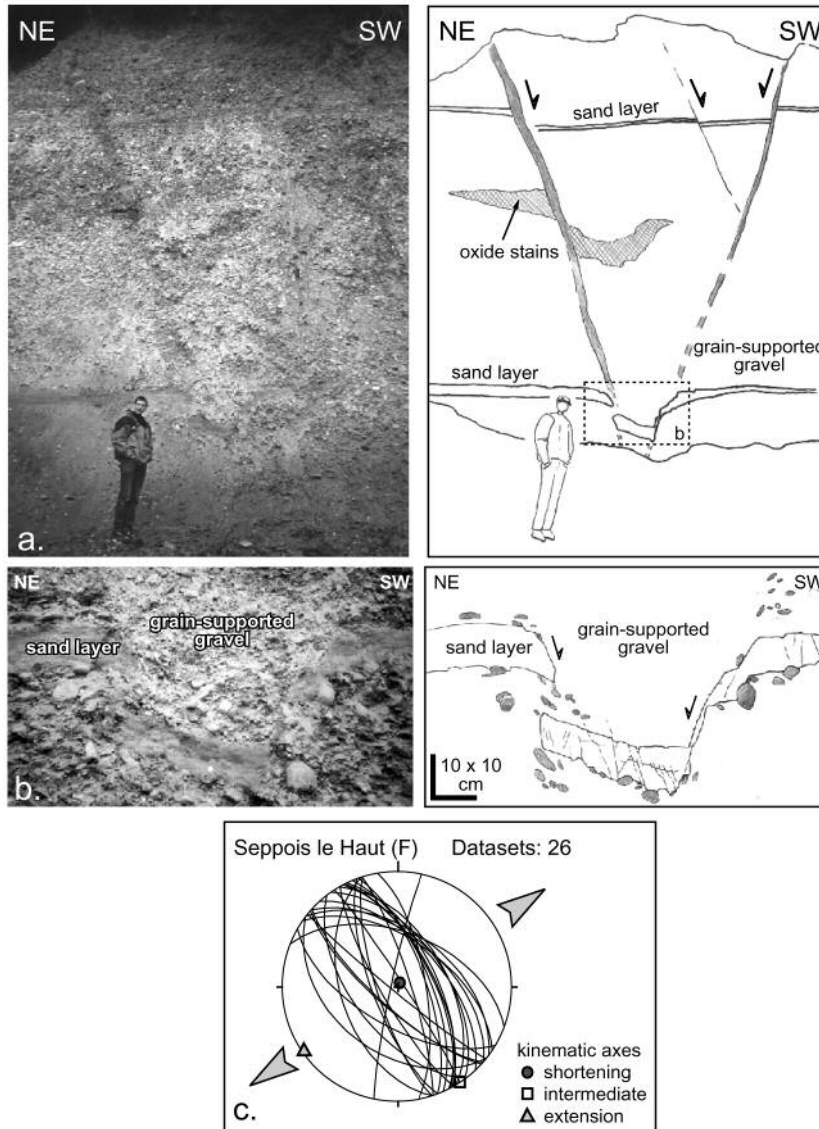 NE SW
a.
NE SW
sand layer
oxide stains
sand layer
grain-supported
gravel
b
NE SW
sand layer
grain-supported
gravel
b.
NE SW
sand layer
grain-supported
gravel
10 x 10
cm
Seppois le Haut (F) Datasets: 26
kinematic axes
shortening
intermediate
extension
c.